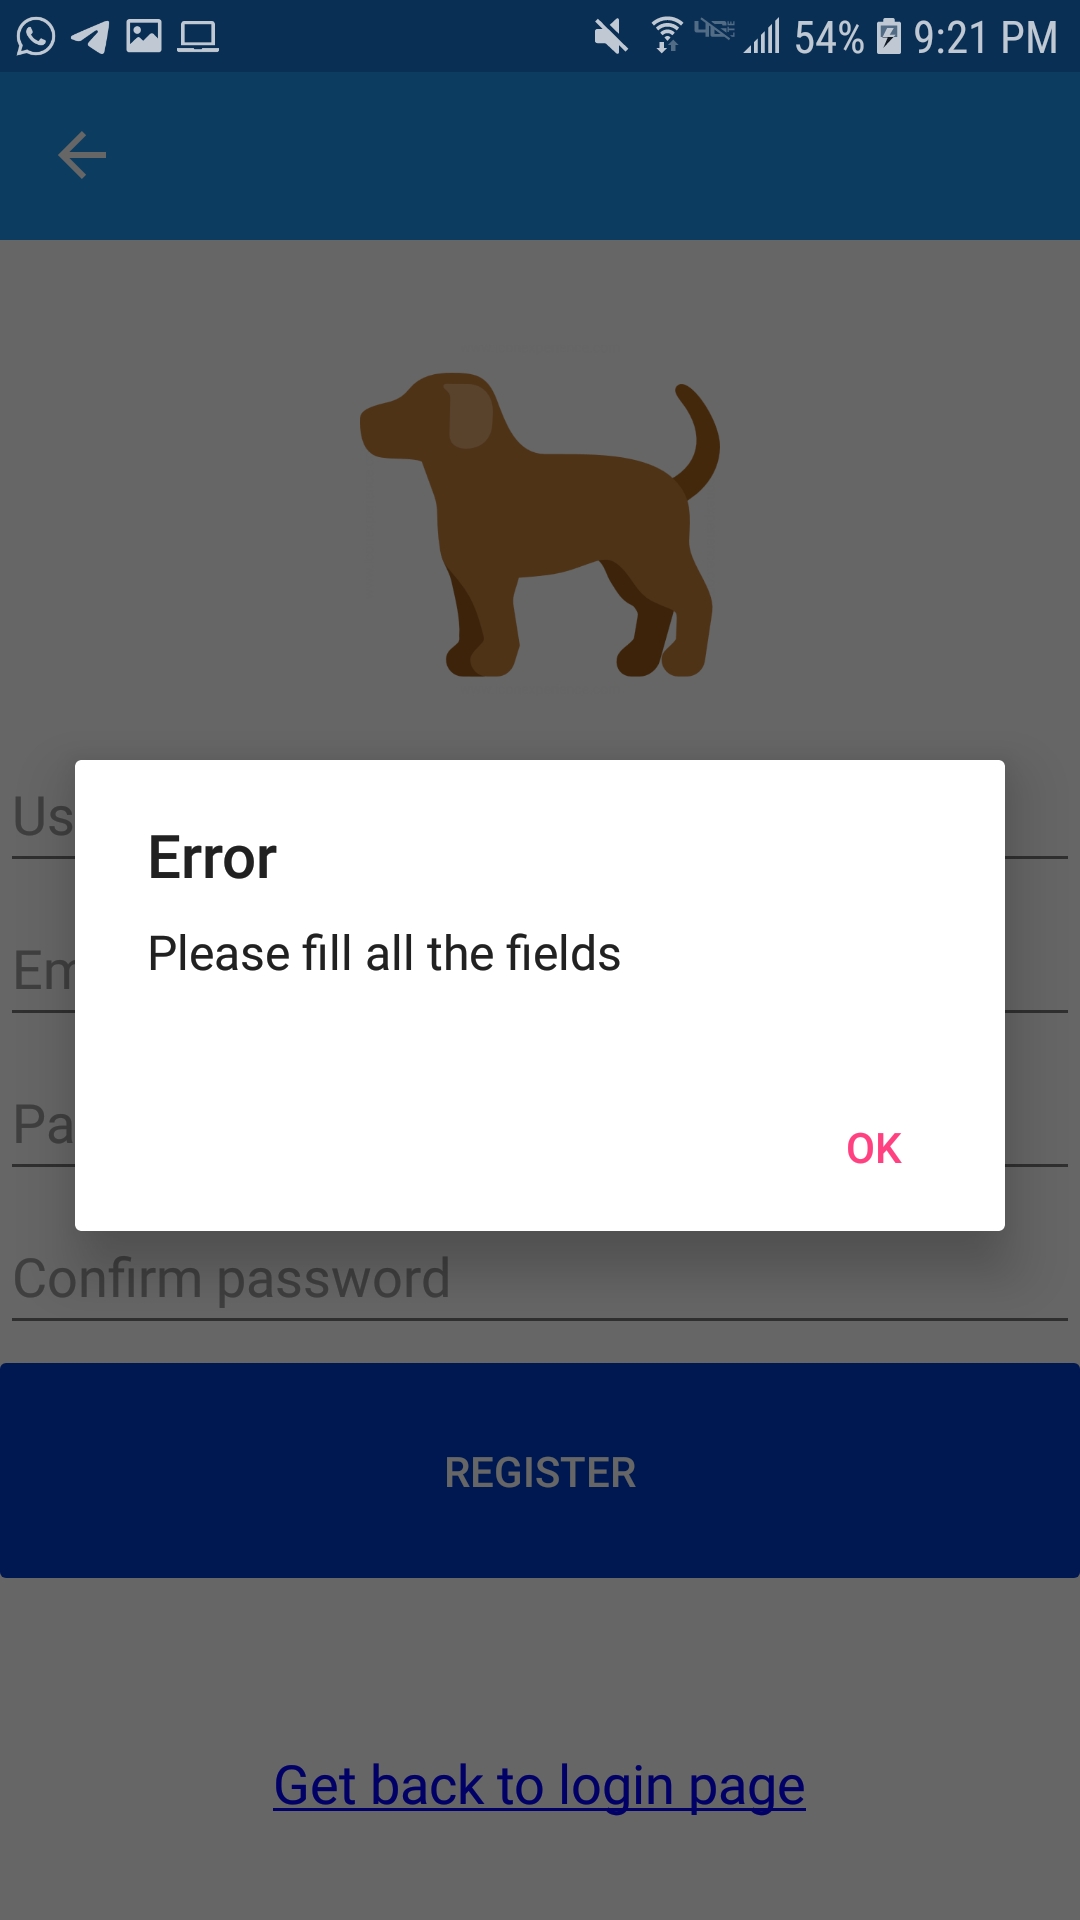 54% 9:21 PM
Us
Error
Please fill all the fields
Em
Pa
OK
Confirm password
REGISTER
Get back to login page